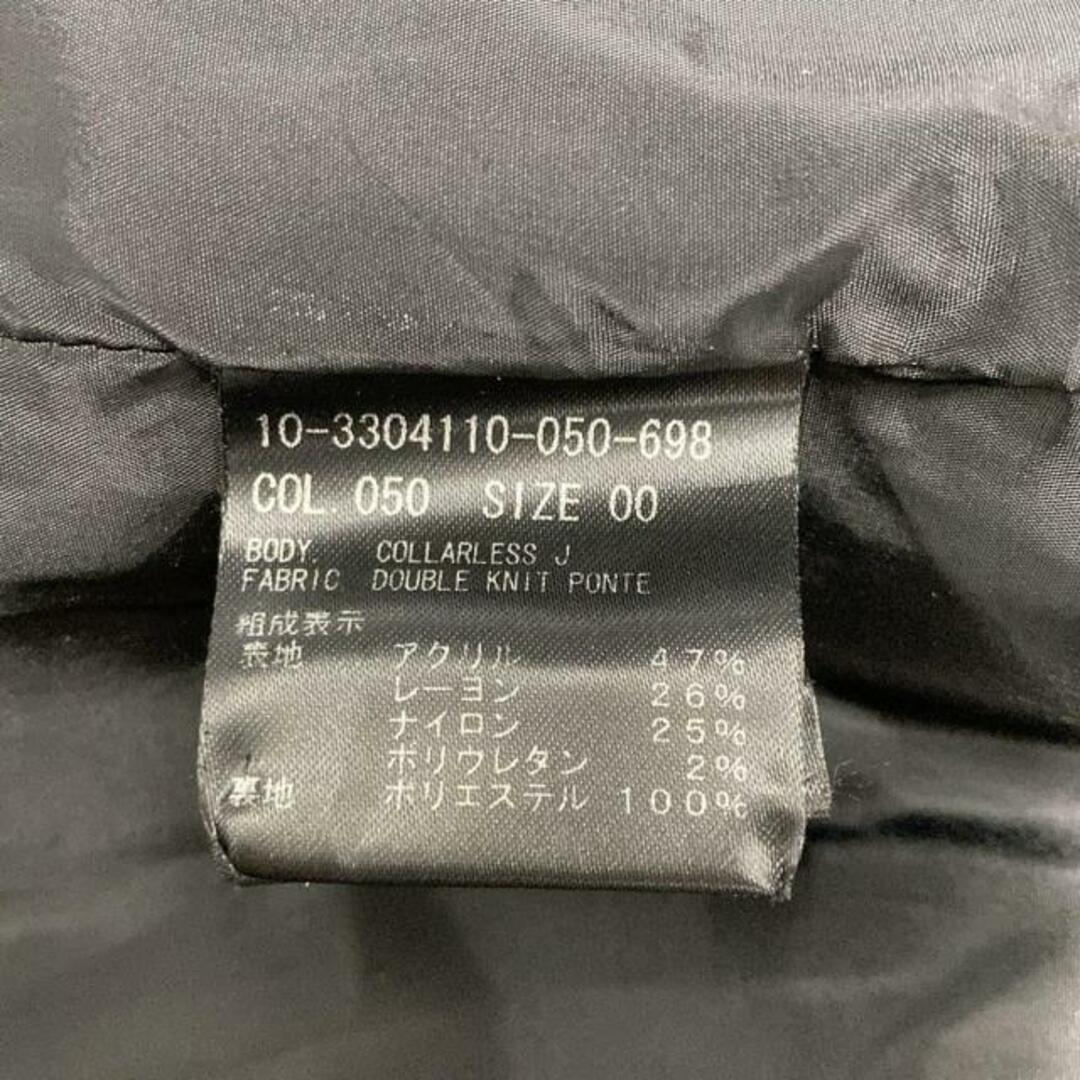 10-3304110-050-698
COL. 050 SIZE 00
BODY. COLLARLESS J
FABRIC DOUBLE KNIT PONTE
組成表示
表地 アクリル 47%
レーヨン 26%
ナイロン 25%
ポリウレタン 2%
裏地 ポリエステル 100%